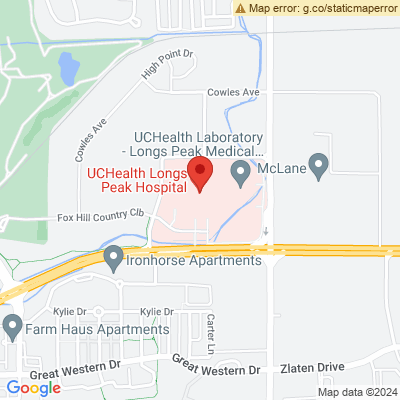 Map error: g.co/staticmaperror
High Point Dr
Cowles Ave
Cowles Ave
UCHealth Laboratory
- Longs Peak Medical...
UCHealth Longs
Peak Hospital
McLane
Fox Hill Country Clb
Ironhorse Apartments
Kylie Dr
Kylie Dr
Carter Ln
Farm Haus Apartments
Great Western Dr
Great Western Dr
Zlaten Drive
Google
Map data ©2024